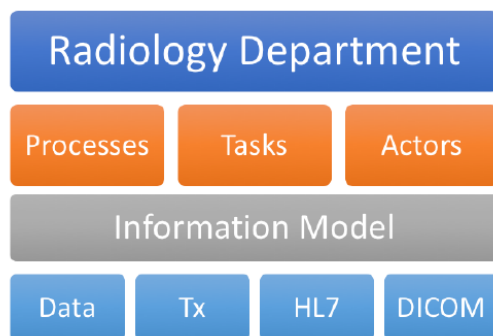 Radiology Department
Processes Tasks Actors
Information Model
Data Tx HL7 DICOM